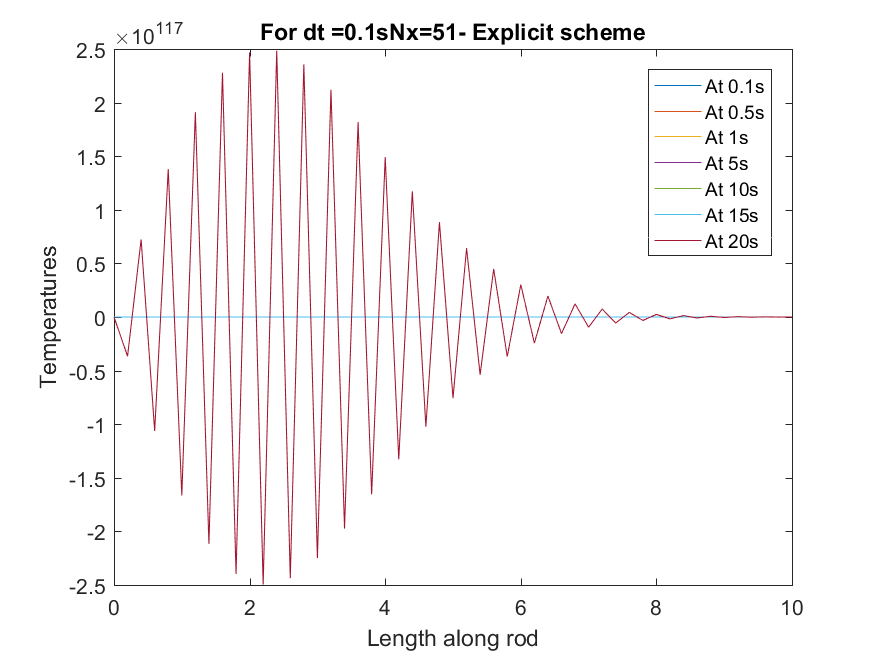 For dt =0.1sNx=51- Explicit scheme
×10^117
2.5
2
1.5
1
0.5
0
-0.5
-1
-1.5
-2
-2.5
Temperatures
0
2
4
6
8
10
Length along rod
At 0.1s
At 0.5s
At 1s
At 5s
At 10s
At 15s
At 20s